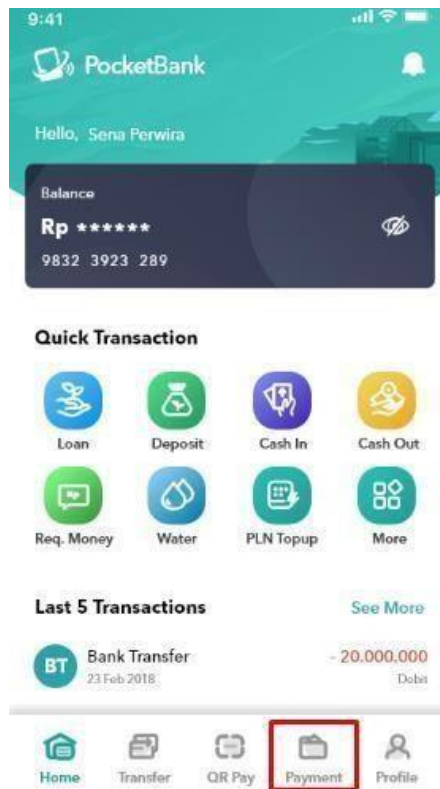 9:41
PocketBank
Hello, Sena Perwira
Balance
Rp ******
9832 3923 289
Quick Transaction
Loan Deposit Cash In Cash Out
Req. Money Water PLN Topup More
Last 5 Transactions See More
BT Bank Transfer - 20.000.000
23 Feb 2018 Debit
Home Transfer QR Pay Payment Profile